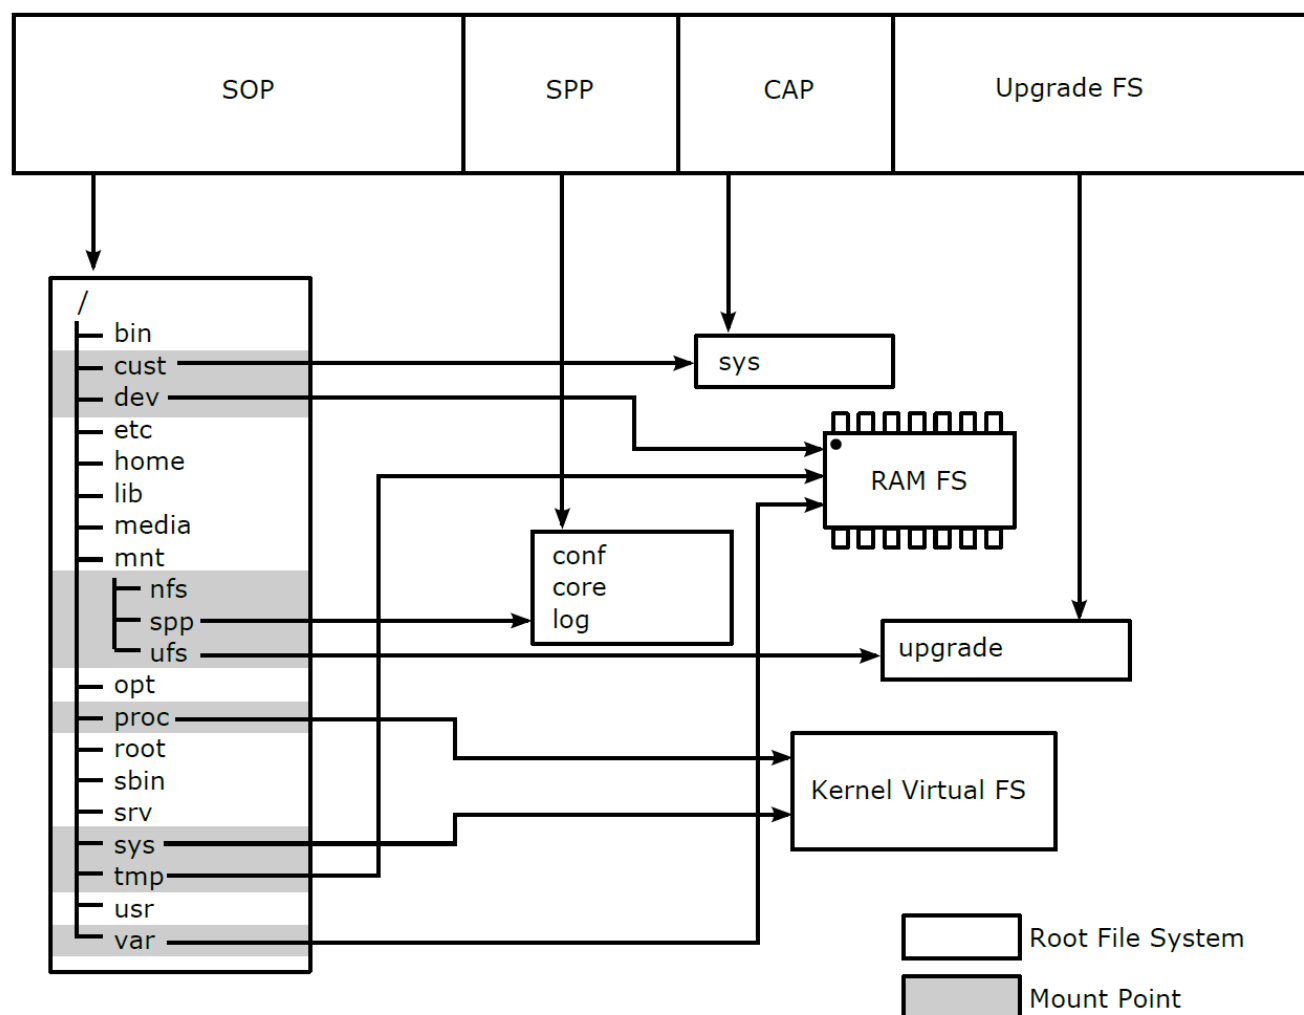 SOP
SPP
CAP
Upgrade FS
/
bin
cust
dev
etc
home
lib
media
mnt
nfs
spp
ufs
opt
proc
root
sbin
srv
sys
tmp
usr
var
sys
RAM FS
conf
core
log
upgrade
Kernel Virtual FS
Root File System
Mount Point